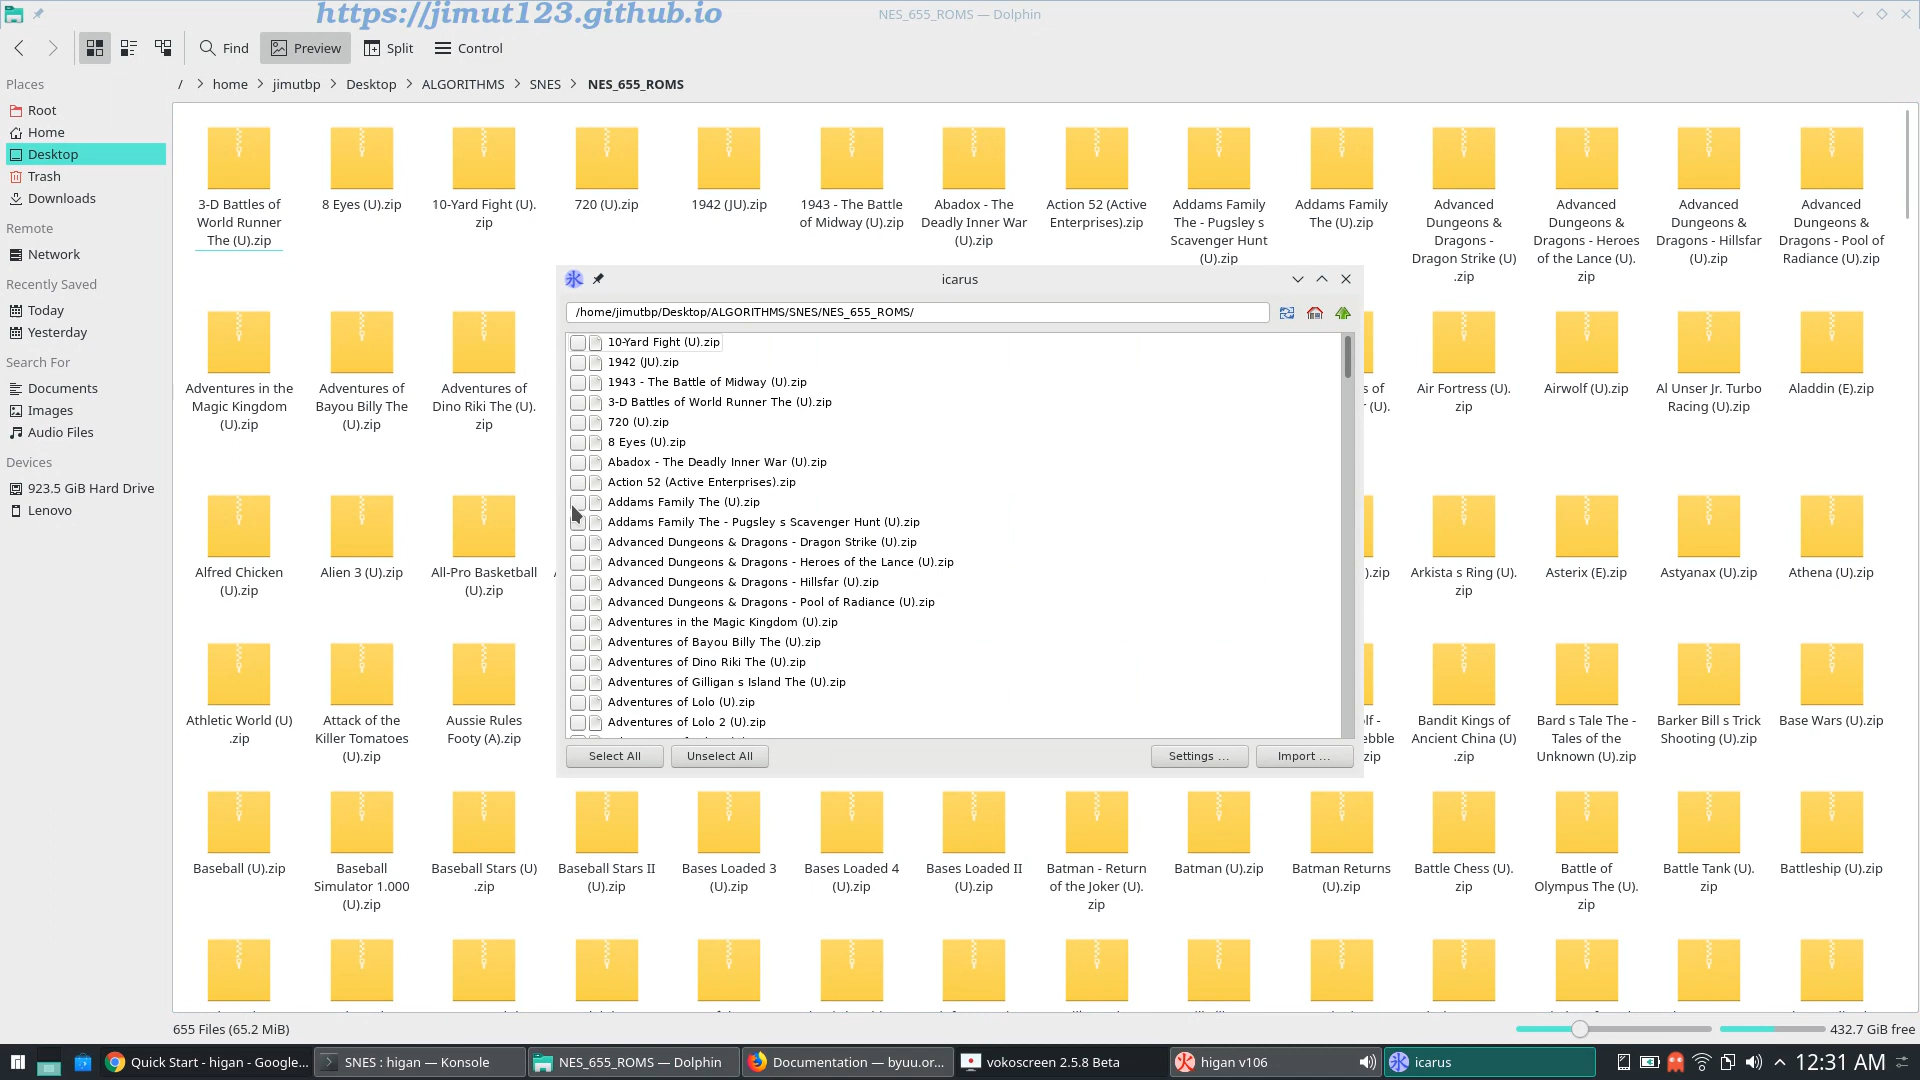 https://jimut123.github.io
NES_655_ROMS — Dolphin
Find
Preview
Split
Control
/ > home > jimutbp > Desktop > ALGORITHMS > SNES > NES_655_ROMS
Places
Root
Home
Desktop
Trash
Downloads
Remote
Network
Recently Saved
Today
Yesterday
Search For
Documents
Images
Audio Files
Devices
923.5 GiB Hard Drive
Lenovo
3-D Battles of
World Runner
The (U).zip
8 Eyes (U).zip
10-Yard Fight (U).
zip
720 (U).zip
1942 (JU).zip
1943 - The Battle
of Midway (U).zip
Abadox - The
Deadly Inner War
(U).zip
Action 52 (Active
Enterprises).zip
Addams Family
The - Pugsley s
Scavenger Hunt
(U).zip
Addams Family
The (U).zip
Advanced
Dungeons &
Dragons -
Dragon Strike (U)
.zip
Advanced
Dungeons &
Dragons - Heroes
of the Lance (U).
zip
Advanced
Dungeons &
Dragons - Hillsfar
(U).zip
Advanced
Dungeons &
Dragons - Pool of
Radiance (U).zip
Adventures in the
Magic Kingdom
(U).zip
Adventures of
Bayou Billy The
(U).zip
Adventures of
Dino Riki The (U).
zip
s of
(U).
Air Fortress (U).
zip
Airwolf (U).zip
Al Unser Jr. Turbo
Racing (U).zip
Aladdin (E).zip
Alfred Chicken
(U).zip
Alien 3 (U).zip
All-Pro Basketball
(U).zip
).zip
Arkista s Ring (U).
zip
Asterix (E).zip
Astyanax (U).zip
Athena (U).zip
Athletic World (U)
.zip
Attack of the
Killer Tomatoes
(U).zip
Aussie Rules
Footy (A).zip
lf -
ebble
zip
Bandit Kings of
Ancient China (U)
.zip
Bard s Tale The -
Tales of the
Unknown (U).zip
Barker Bill s Trick
Shooting (U).zip
Base Wars (U).zip
Baseball (U).zip
Baseball
Simulator 1.000
(U).zip
Baseball Stars (U)
.zip
Baseball Stars II
(U).zip
Bases Loaded 3
(U).zip
Bases Loaded 4
(U).zip
Bases Loaded II
(U).zip
Batman - Return
of the Joker (U).
zip
Batman (U).zip
Batman Returns
(U).zip
Battle Chess (U).
zip
Battle of
Olympus The (U).
zip
Battle Tank (U).
zip
Battleship (U).zip
icarus
/home/jimutbp/Desktop/ALGORITHMS/SNES/NES_655_ROMS/
10-Yard Fight (U).zip
1942 (JU).zip
1943 - The Battle of Midway (U).zip
3-D Battles of World Runner The (U).zip
720 (U).zip
8 Eyes (U).zip
Abadox - The Deadly Inner War (U).zip
Action 52 (Active Enterprises).zip
Addams Family The (U).zip
Addams Family The - Pugsley s Scavenger Hunt (U).zip
Advanced Dungeons & Dragons - Dragon Strike (U).zip
Advanced Dungeons & Dragons - Heroes of the Lance (U).zip
Advanced Dungeons & Dragons - Hillsfar (U).zip
Advanced Dungeons & Dragons - Pool of Radiance (U).zip
Adventures in the Magic Kingdom (U).zip
Adventures of Bayou Billy The (U).zip
Adventures of Dino Riki The (U).zip
Adventures of Gilligan s Island The (U).zip
Adventures of Lolo (U).zip
Adventures of Lolo 2 (U).zip
Select All
Unselect All
Settings ...
Import ...
655 Files (65.2 MiB)
432.7 GiB free
Quick Start - higan - Google...
SNES : higan — Konsole
NES_655_ROMS — Dolphin
Documentation — byuu.or...
vokoscreen 2.5.8 Beta
higan v106
icarus
12:31 AM